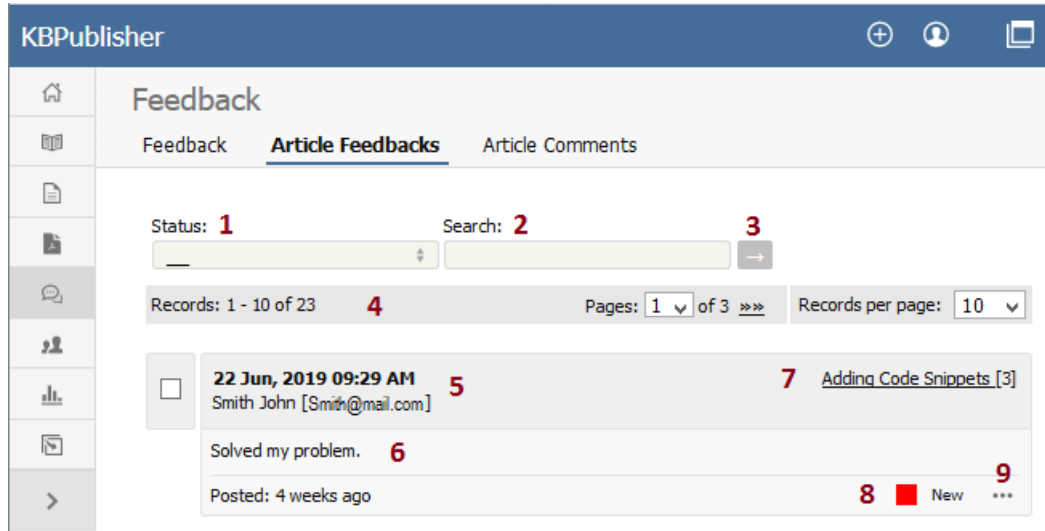 KBPublisher
Feedback
Feedback Article Feedbacks Article Comments
Status: 1 Search: 2 3
Records: 1 - 10 of 23 4 Pages: 1 of 3 »» Records per page: 10
22 Jun, 2019 09:29 AM 5 7 Adding Code Snippets [3]
Smith John [Smith@mail.com]
Solved my problem. 6
9
Posted: 4 weeks ago 8 New